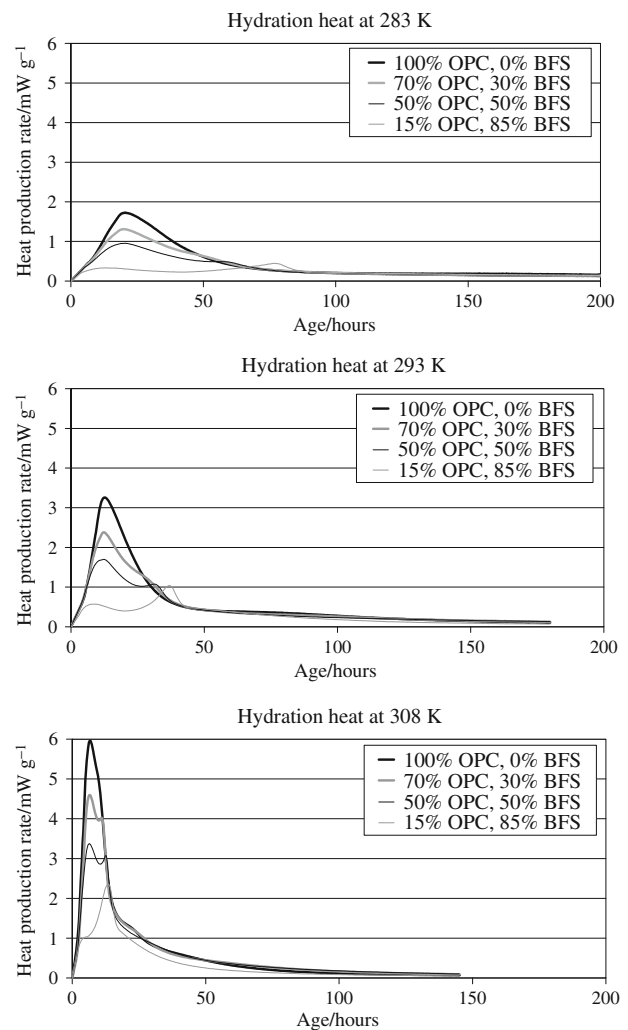 Hydration heat at 283 K
Heat production rate/mW g⁻¹
6
5
4
3
2
1
0
100% OPC, 0% BFS
70% OPC, 30% BFS
50% OPC, 50% BFS
15% OPC, 85% BFS
0 50 100 150 200
Age/hours
Hydration heat at 293 K
Heat production rate/mW g⁻¹
6
5
4
3
2
1
0
100% OPC, 0% BFS
70% OPC, 30% BFS
50% OPC, 50% BFS
15% OPC, 85% BFS
0 50 100 150 200
Age/hours
Hydration heat at 308 K
Heat production rate/mW g⁻¹
6
5
4
3
2
1
0
100% OPC, 0% BFS
70% OPC, 30% BFS
50% OPC, 50% BFS
15% OPC, 85% BFS
0 50 100 150 200
Age/hours